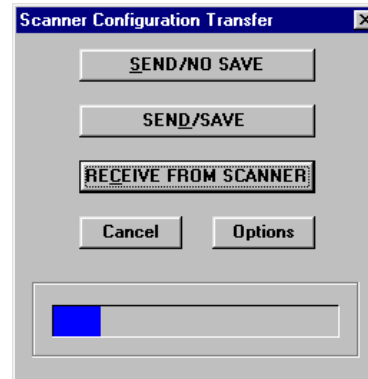 Scanner Configuration Transfer
SEND/NO SAVE
SEND/SAVE
RECEIVE FROM SCANNER
Cancel Options